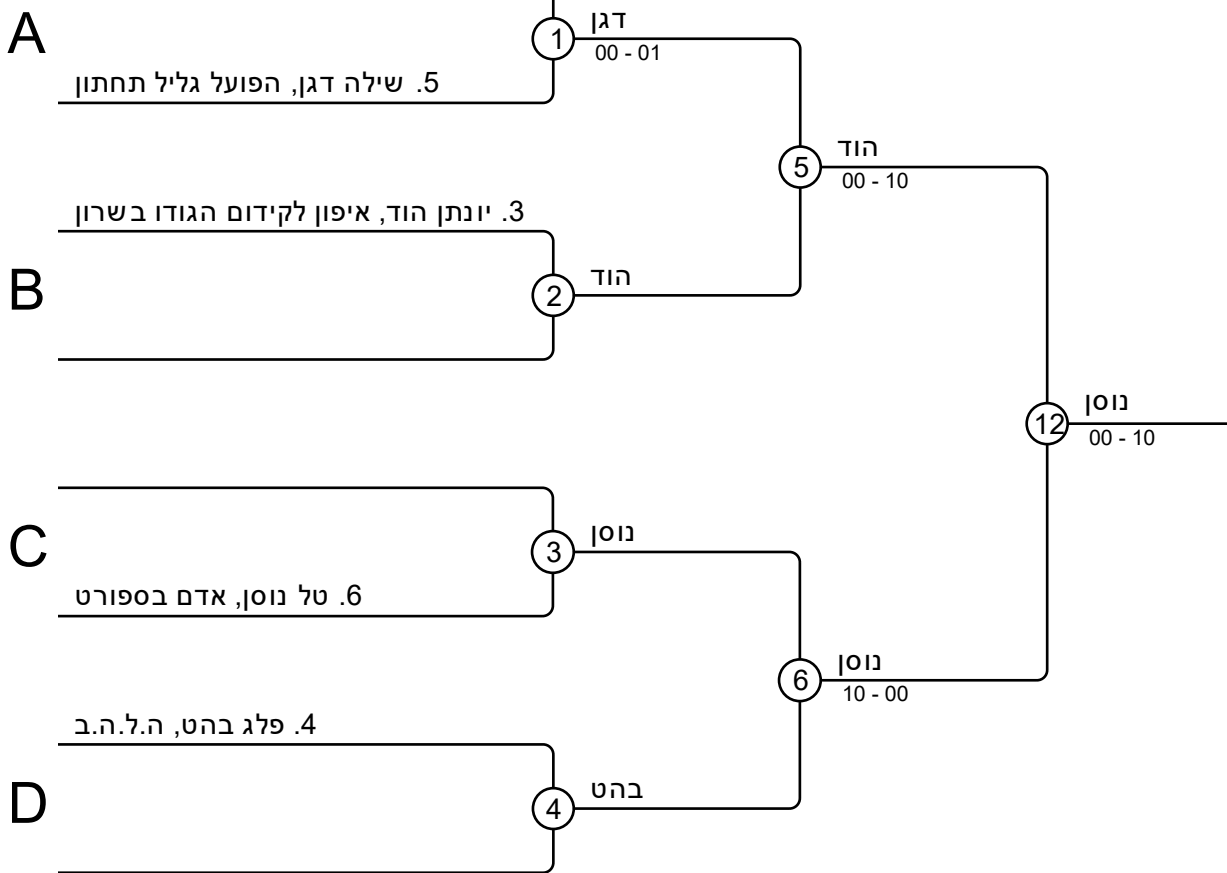 A
1
דגן
00 - 01
5. שילה דגן, הפועל גליל תחתון
5
הוד
00 - 10
3. יונתן הוד, איפון לקידום הגודו בשרון
B
2
הוד
12
נוסן
00 - 10
C
3
נוסן
6. טל נוסן, אדם בספורט
6
נוסן
10 - 00
4. פלג בהט, ה.ל.ה.ב
D
4
בהט